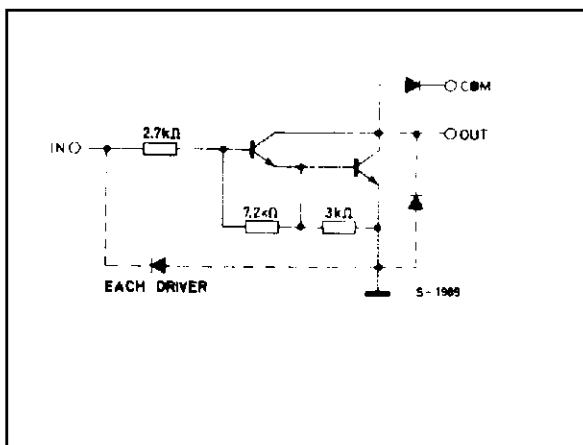 COM
2.7kΩ
IN
OUT
7.2kΩ
3kΩ
EACH DRIVER
S-1989